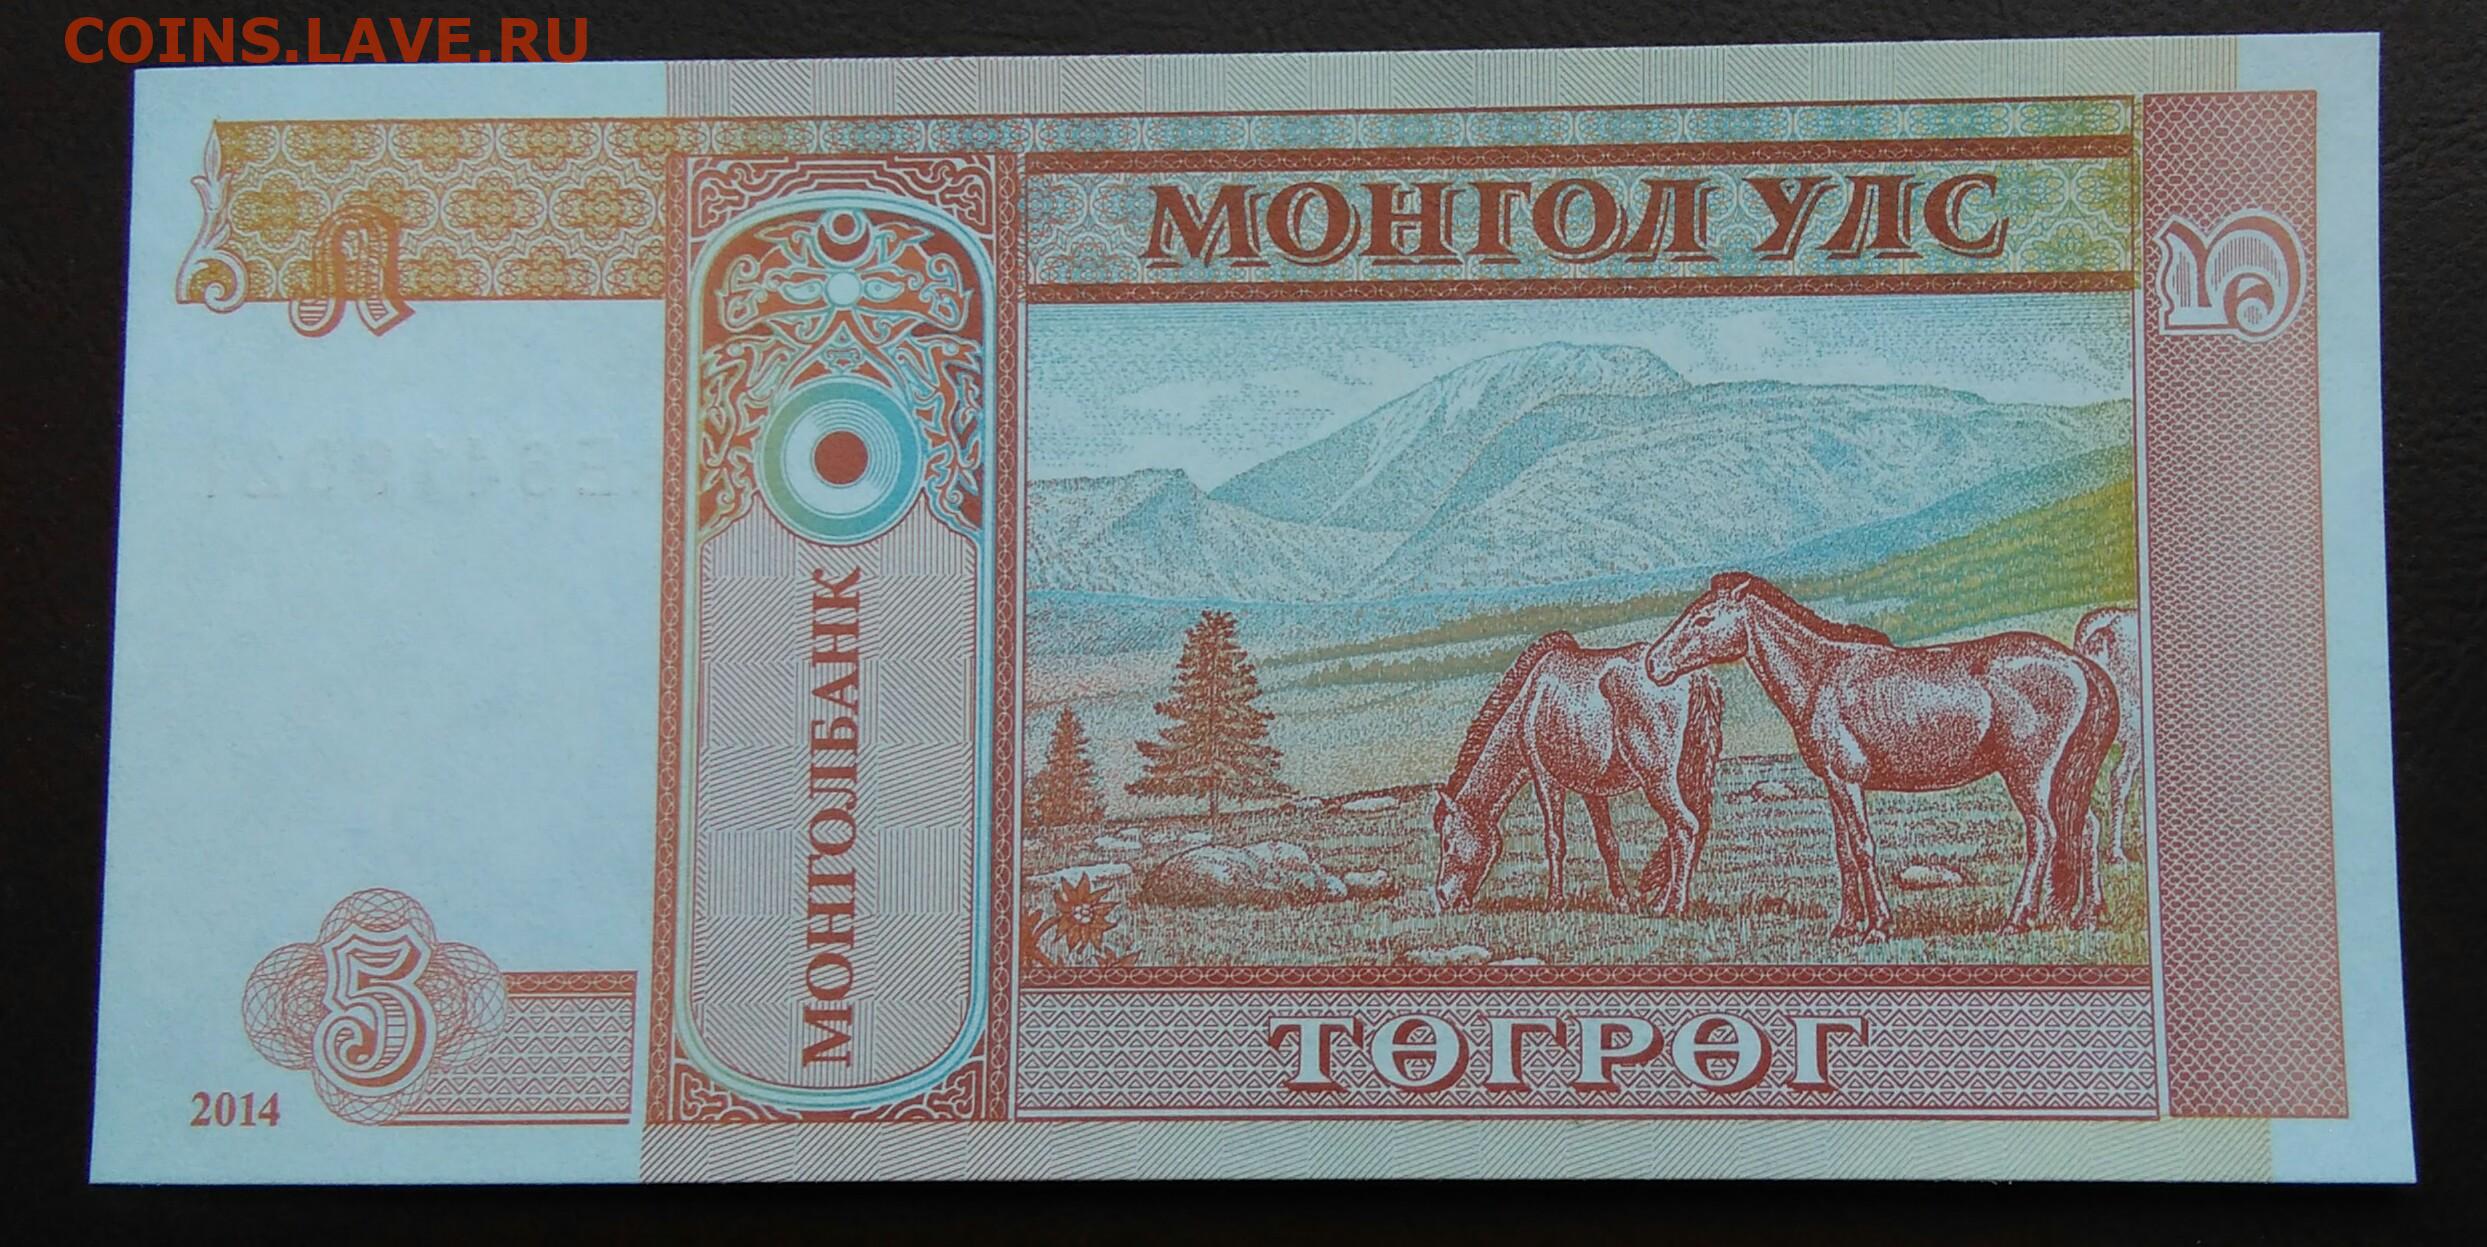 COINS.LAVE.RU
МОНГОЛ УЛС
5
МОНГОЛБАНК
5
ТӨГРӨГ
2014